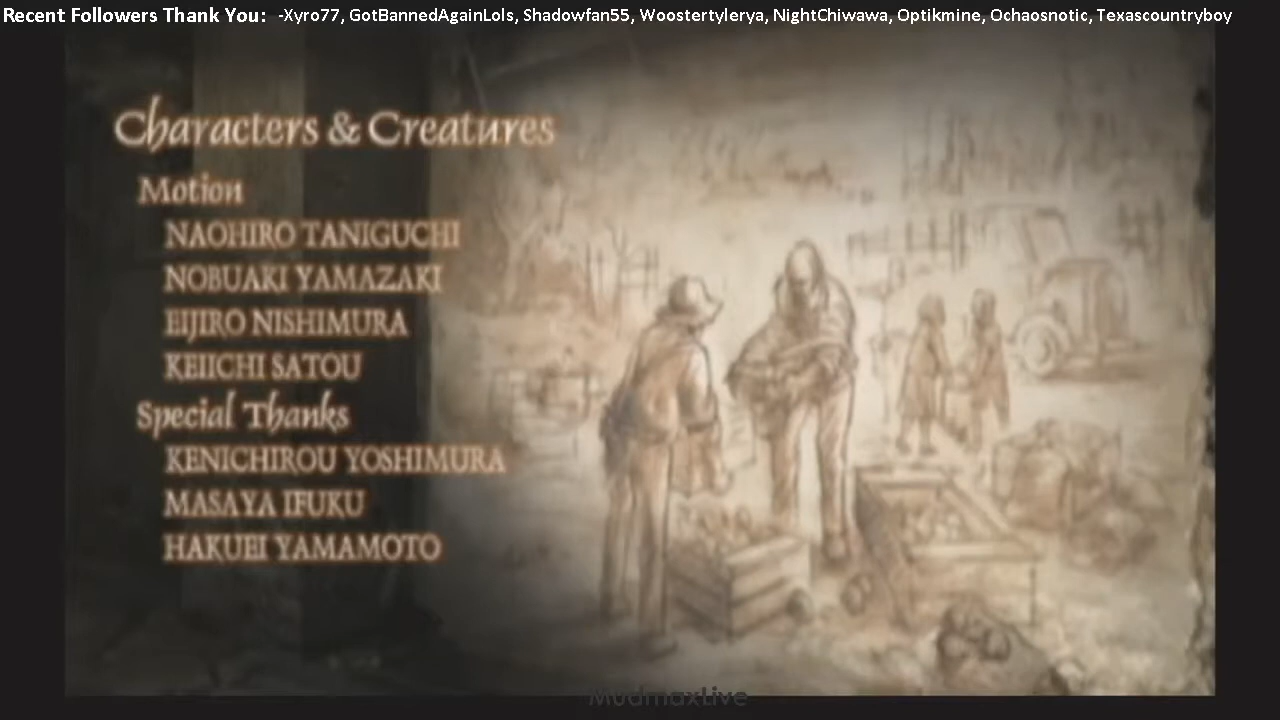 Recent Followers Thank You: -Xyro77, GotBannedAgainLols, Shadowfan55, Woostertylerya, NightChiwawa, Optikmine, Ochaosnotic, Texascountryboy
Characters & Creatures
Motion
NAOHIRO TANIGUCHI
NOBUAKI YAMAZAKI
EIJIRO NISHIMURA
KEIICHI SATOU
Special Thanks
KENICHIROU YOSHIMURA
MASAYA IFUKU
HAKUEI YAMAMOTO
MudmaxLive